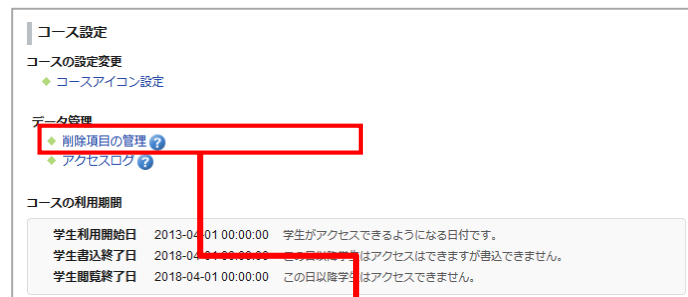 コース設定
コースの設定変更
コースアイコン設定
データ管理
削除項目の管理 ?
アクセスログ ?
コースの利用期間
学生利用開始日 2013-04-01 00:00:00 学生がアクセスできるようになる日付です。
学生書込終了日 2018-04-01 00:00:00 この日以降学生はアクセスはできますが書込できません。
学生閲覧終了日 2018-04-01 00:00:00 この日以降学生はアクセスできません。